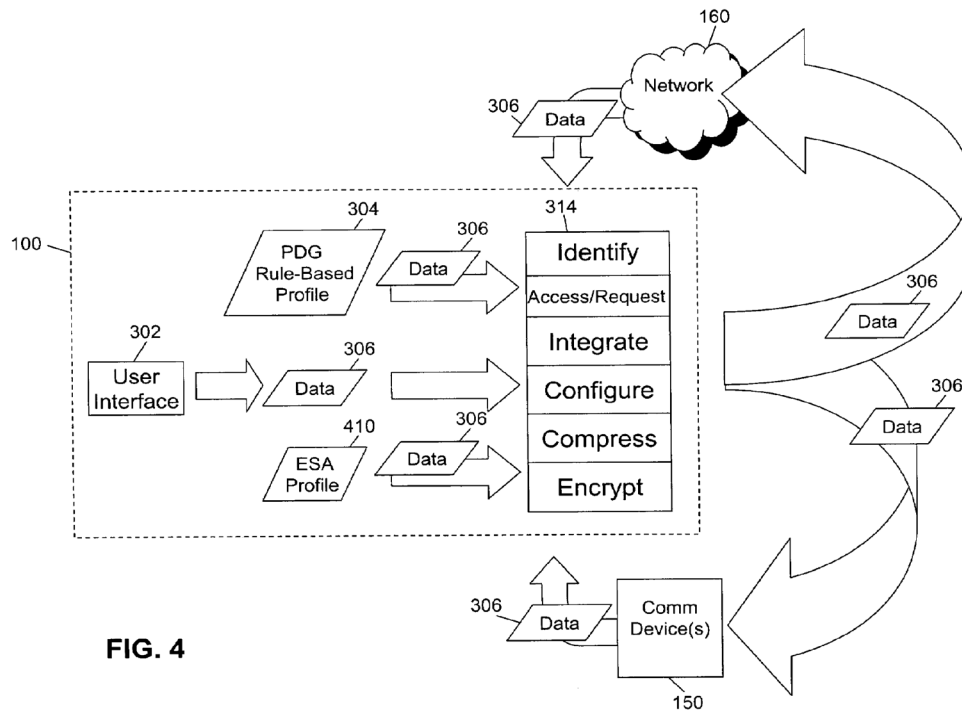 160
Network
306
Data
100
304
PDG
Rule-Based
Profile
306
Data
314
Identify
Access/Request
Integrate
Configure
Compress
Encrypt
302
User
Interface
306
Data
410
ESA
Profile
306
Data
306
Data
306
Data
306
Data
Comm
Device(s)
150
FIG. 4